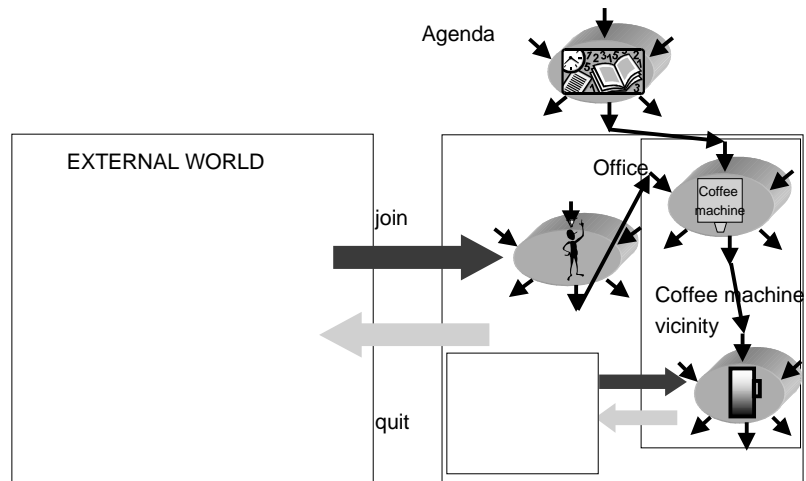 Agenda
EXTERNAL WORLD
Office
Coffee
machine
join
Coffee machine
vicinity
quit